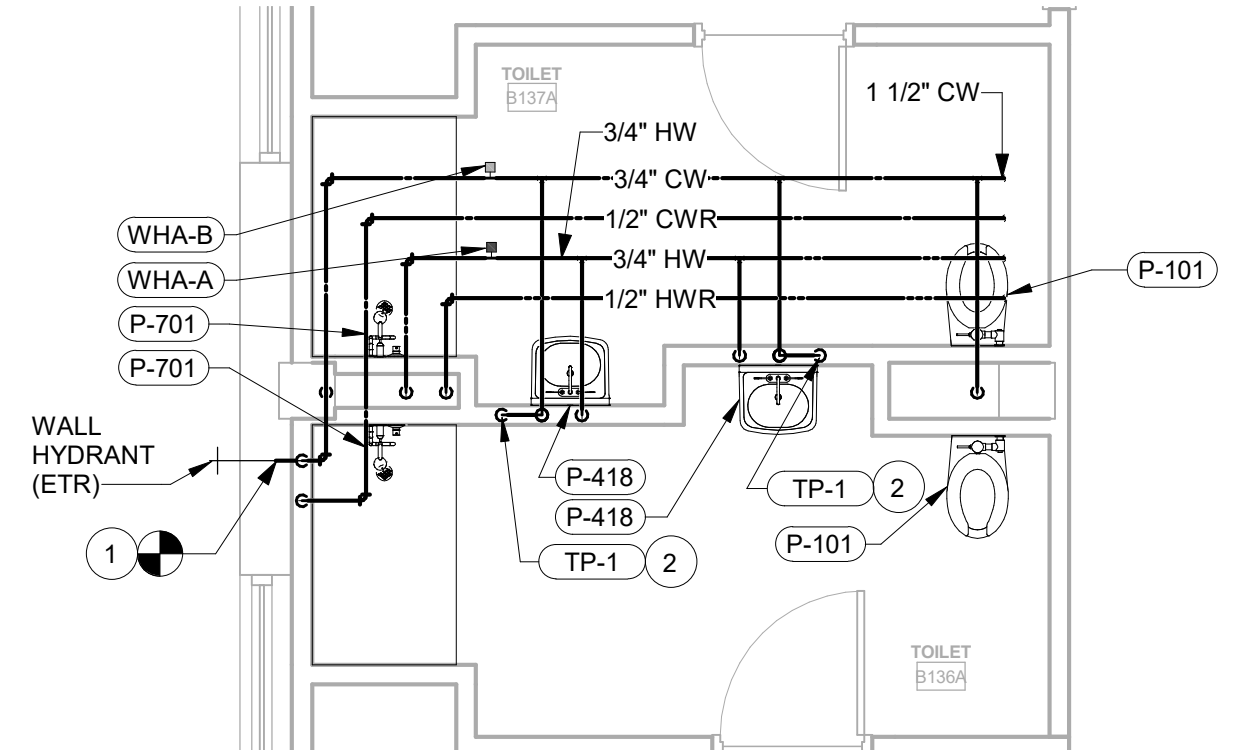 TOILET
B137A
1 1/2" CW
3/4" HW
3/4" CW
1/2" CWR
3/4" HW
1/2" HWR
WHA-B
WHA-A
P-701
P-701
P-101
WALL
HYDRANT
(ETR)
1
P-418
P-418
TP-1 2
TP-1 2
P-101
TOILET
B136A